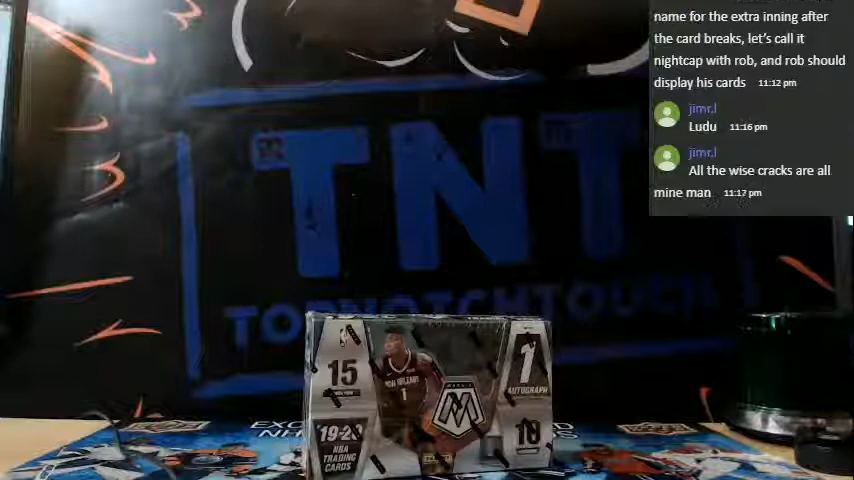 name for the extra inning after
the card breaks, let's call it
nightcap with rob, and rob should
display his cards 11:12 pm
jimr.l
Ludu 11:16 pm
jimr.l
All the wise cracks are all
mine man 11:17 pm
TNT
TOPNOTCHTOUCH
15
NEW ORLEANS
1
1
AUTOGRAPH
MOSAIC
M
'19-20
NBA
TRADING
CARDS
10